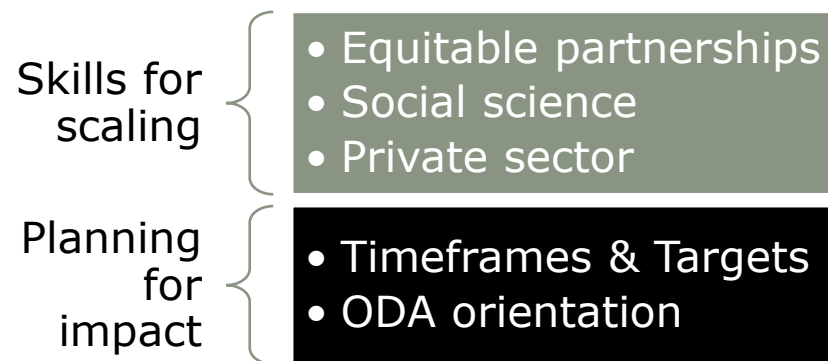 Skills for
scaling
• Equitable partnerships
• Social science
• Private sector
Planning
for
impact
• Timeframes & Targets
• ODA orientation